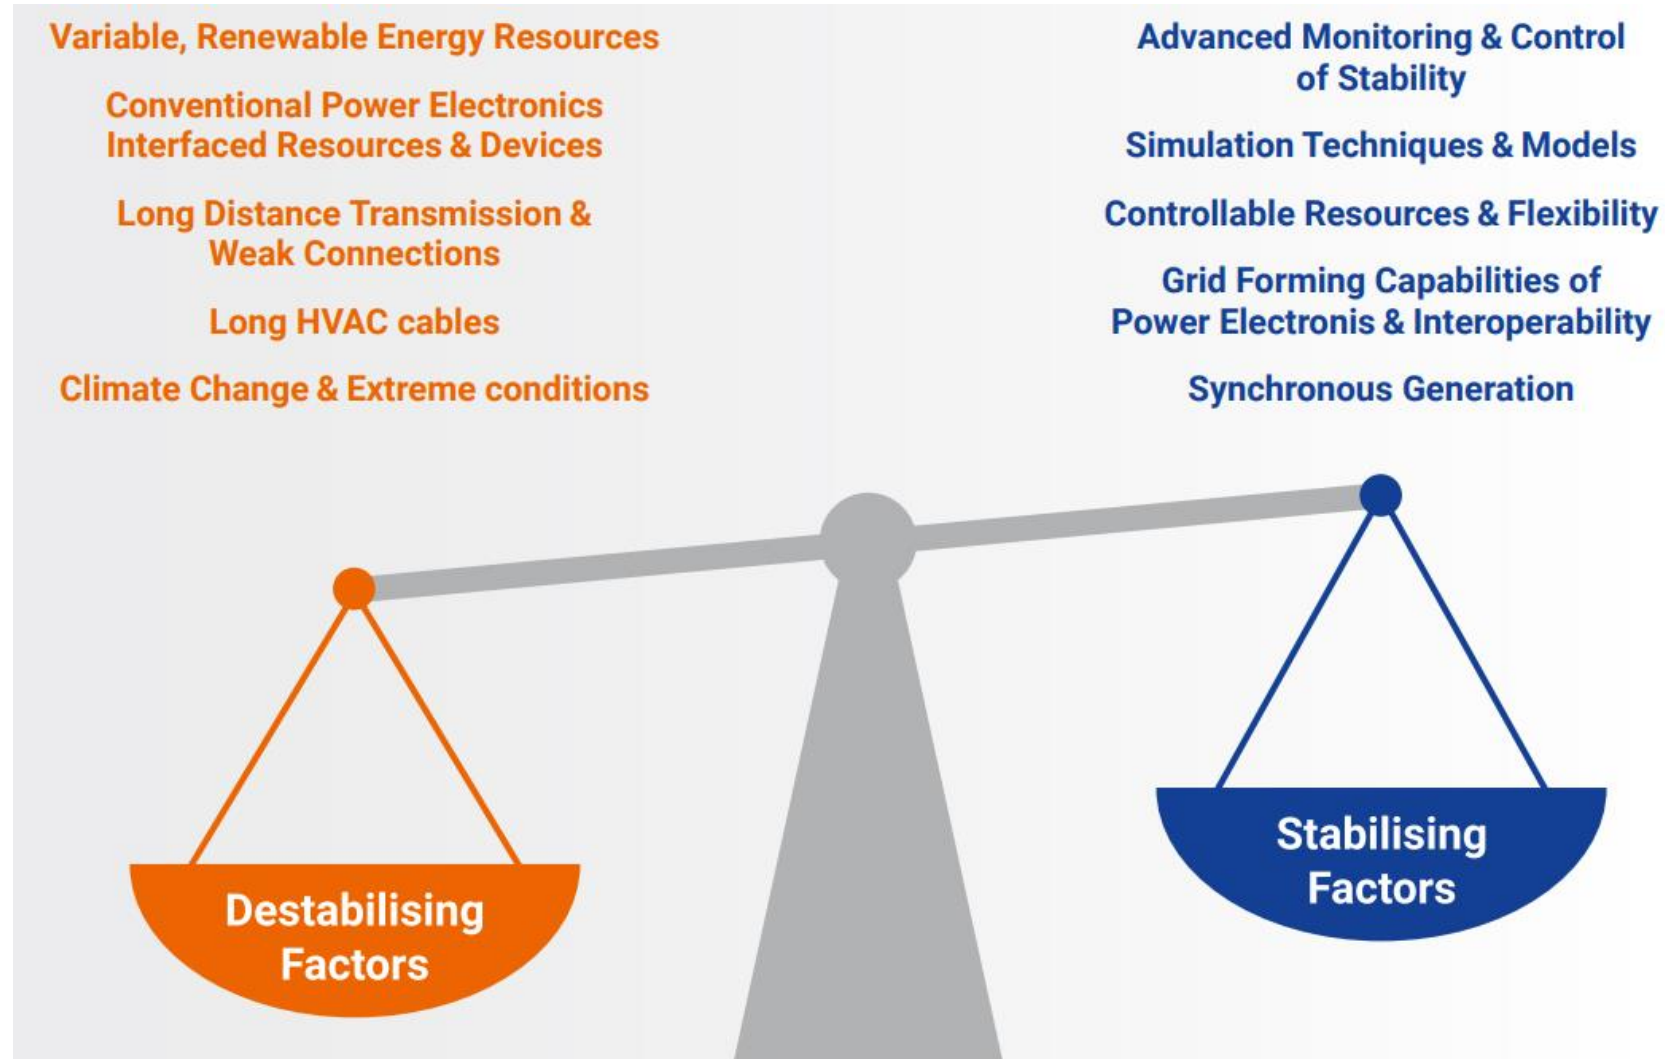 Variable, Renewable Energy Resources
Conventional Power Electronics
Interfaced Resources & Devices
Long Distance Transmission &
Weak Connections
Long HVAC cables
Climate Change & Extreme conditions
Advanced Monitoring & Control
of Stability
Simulation Techniques & Models
Controllable Resources & Flexibility
Grid Forming Capabilities of
Power Electronis & Interoperability
Synchronous Generation
Destabilising
Factors
Stabilising
Factors